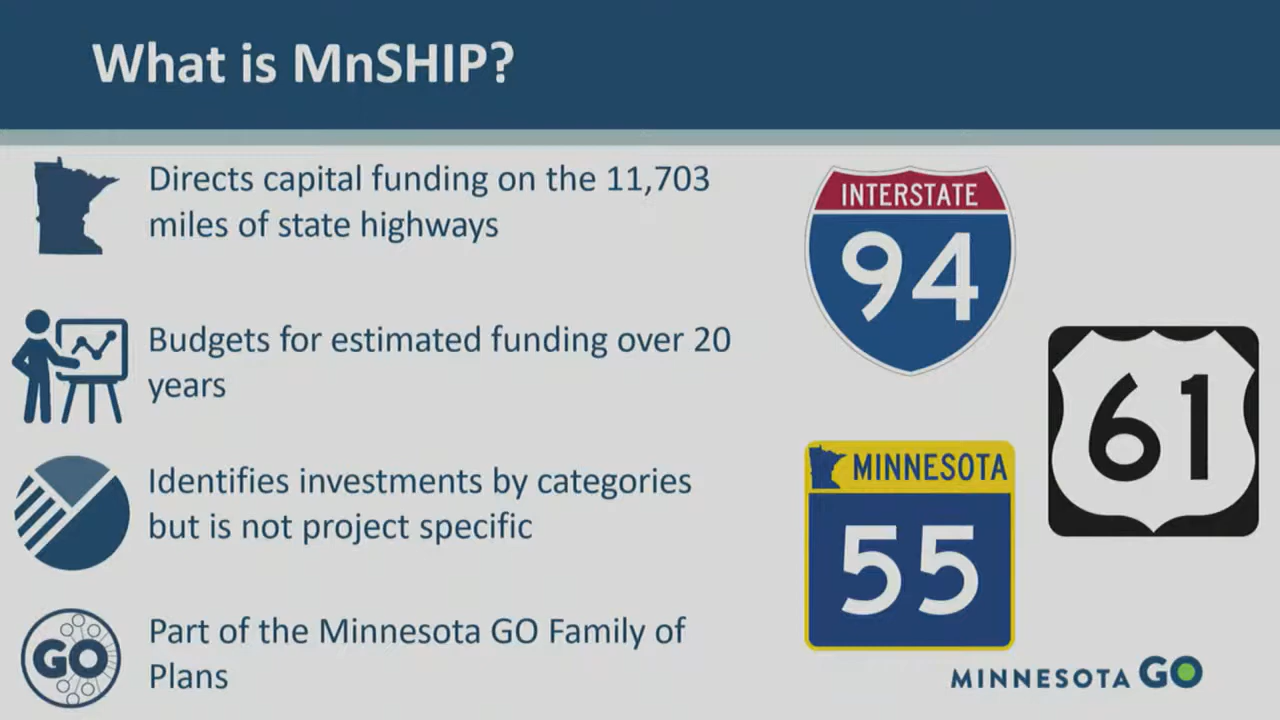 What is MnSHIP?
Directs capital funding on the 11,703
miles of state highways
Budgets for estimated funding over 20
years
Identifies investments by categories
but is not project specific
GO
Part of the Minnesota GO Family of
Plans
INTERSTATE
94
61
MINNESOTA
55
MINNESOTA GO